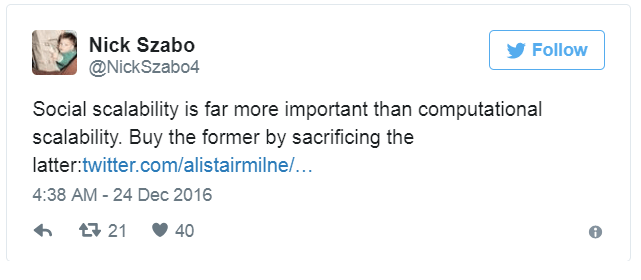 Nick Szabo
Follow
@NickSzabo4
Social scalability is far more important than computational
scalability. Buy the former by sacrificing the
latter:twitter.com/alistairmilne/…
4:38 AM - 24 Dec 2016
21 40